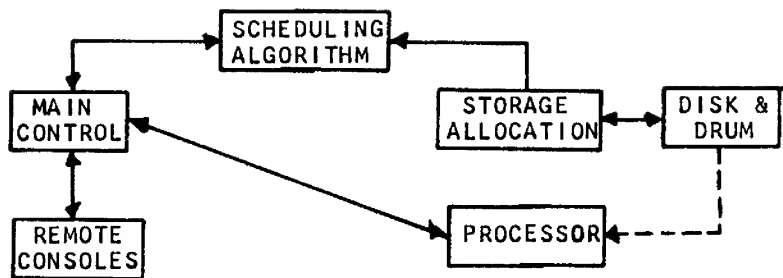 SCHEDULING
ALGORITHM
MAIN
CONTROL
STORAGE
ALLOCATION
DISK &
DRUM
REMOTE
CONSOLES
PROCESSOR